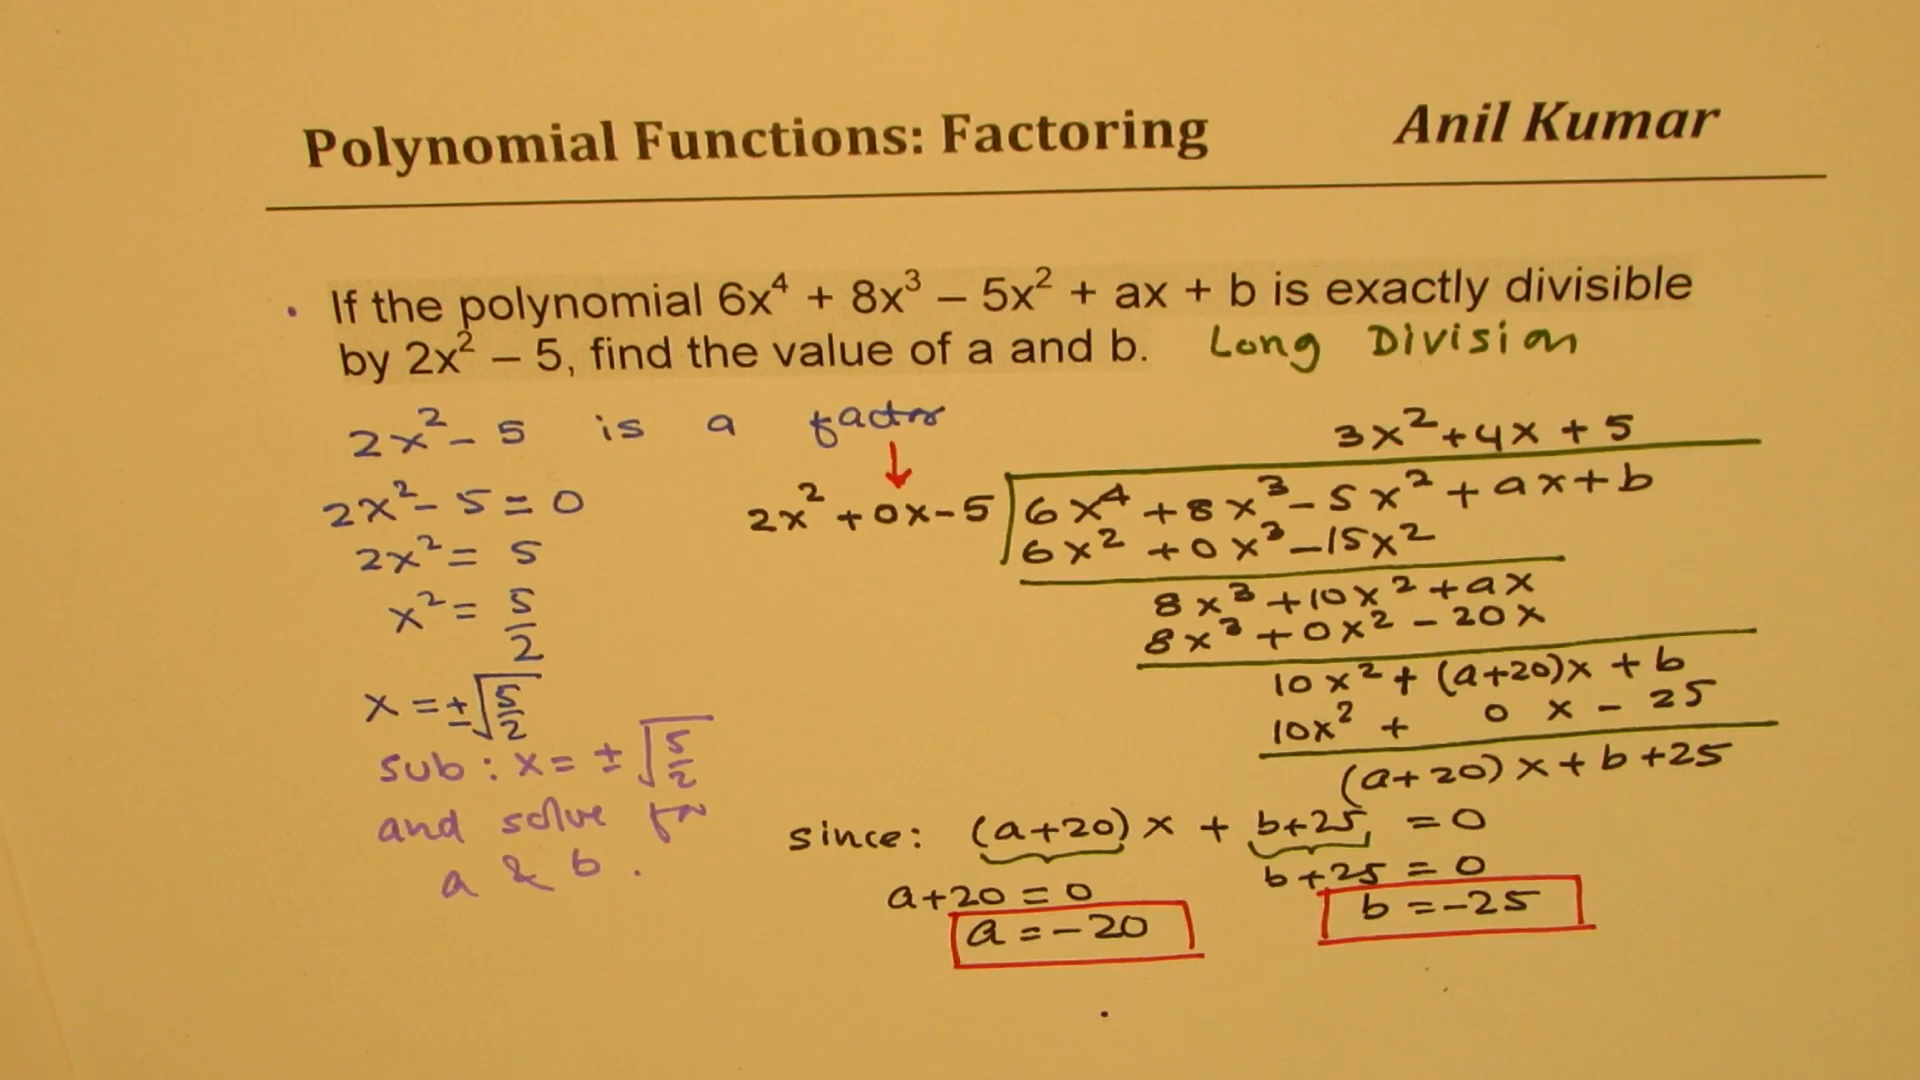 Polynomial Functions: Factoring Anil Kumar
• If the polynomial 6x⁴ + 8x³ – 5x² + ax + b is exactly divisible
by 2x² – 5, find the value of a and b. Long Division
2x² - 5 is a factor
2x² - 5 = 0
2x² = 5
x² = 5/2
x = ±√(5/2)
sub: x = ±√(5/2)
and solve for
a & b.
3x² + 4x + 5
2x² + 0x - 5 ) 6x⁴ + 8x³ - 5x² + ax + b
6x² + 0x³ - 15x²
8x³ + 10x² + ax
8x³ + 0x² - 20x
10x² + (a+20)x + b
10x² + 0x - 25
(a+20)x + b + 25
since: (a+20)x + b+25, = 0
a+20 = 0 b+25 = 0
a = -20 b = -25